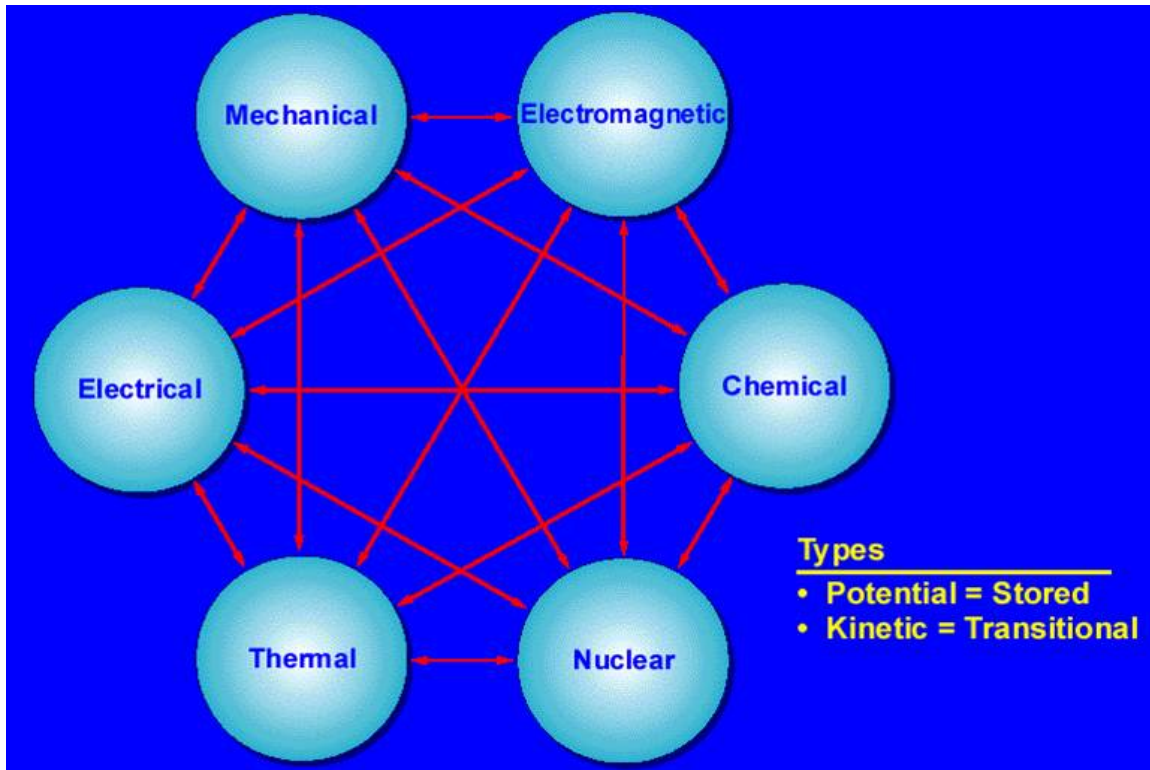 Mechanical
Electromagnetic
Electrical
Chemical
Thermal
Nuclear
Types
• Potential = Stored
• Kinetic = Transitional